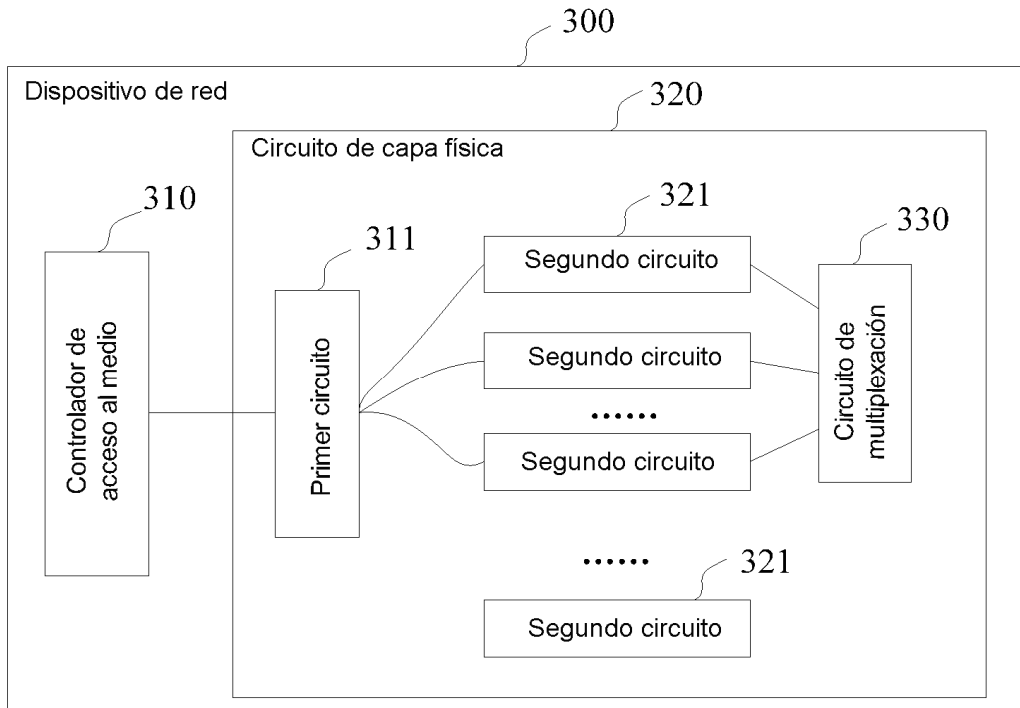 300
Dispositivo de red
320
Circuito de capa física
310
Controlador de
acceso al medio
311
Primer circuito
321
Segundo circuito
Segundo circuito
......
Segundo circuito
330
Circuito de
multiplexación
......
321
Segundo circuito